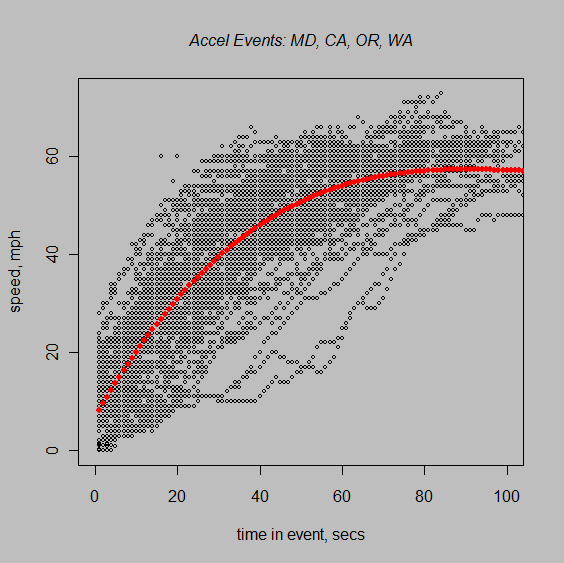 Accel Events: MD, CA, OR, WA
speed, mph
60
40
20
0
0 20 40 60 80 100
time in event, secs